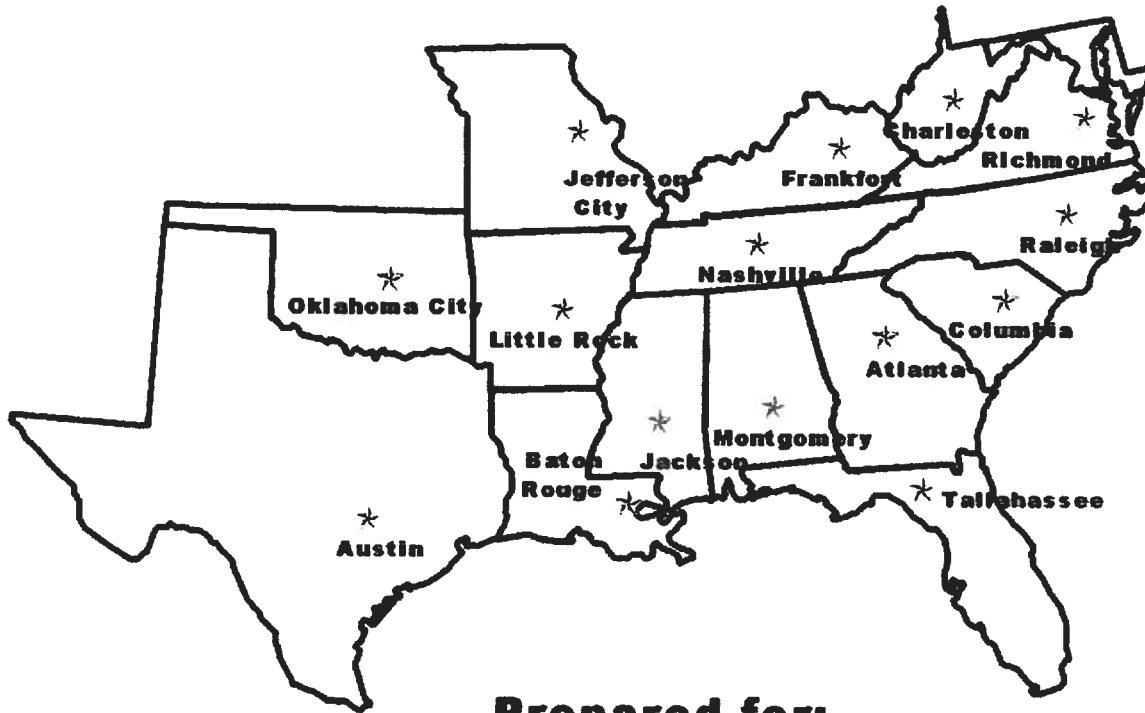 Charleston
Richmond
Jefferson
City
Frankfort
Raleigh
Nashville
Oklahoma City
Little Rock
Columbia
Atlanta
Montgomery
Baton
Rouge
Jackson
Tallahassee
Austin
Prepared for: